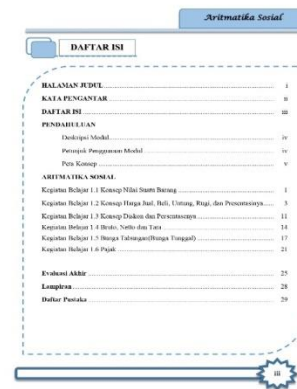 Aritmatika Sosial
DAFTAR ISI
HALAMAN JUDUL ........ i
KATA PENGANTAR ........ ii
DAFTAR ISI ........ iii
PENDAHULUAN
Deskripsi Modul ........ iv
Petunjuk Penggunaan Modul ........ iv
Peta Konsep ........ v
ARITMATIKA SOSIAL
Kegiatan Belajar 1.1 Konsep Nilai Suatu Barang ........ 1
Kegiatan Belajar 1.2 Konsep Harga Jual, Beli, Untung, Rugi, dan Presentasinya ...... 3
Kegiatan Belajar 1.3 Konsep Diskon dan Persentasenya ........ 11
Kegiatan Belajar 1.4 Bruto, Netto dan Tara ........ 14
Kegiatan Belajar 1.5 Bunga Tabungan(Bunga Tunggal) ........ 17
Kegiatan Belajar 1.6 Pajak ........ 21
Evaluasi Akhir ........ 25
Lampiran ........ 28
Daftar Pustaka ........ 29
iii